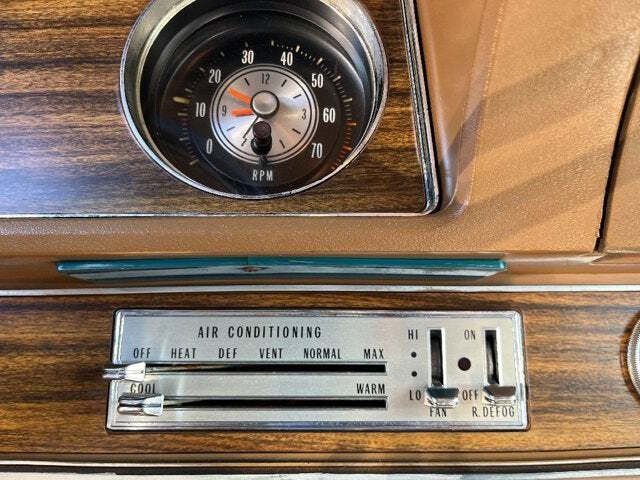 0 10 20 30 40 50 60 70
12
9 3
RPM
AIR CONDITIONING
OFF HEAT DEF VENT NORMAL MAX
COOL WARM
HI ON
LO OFF
FAN R.DEFOG